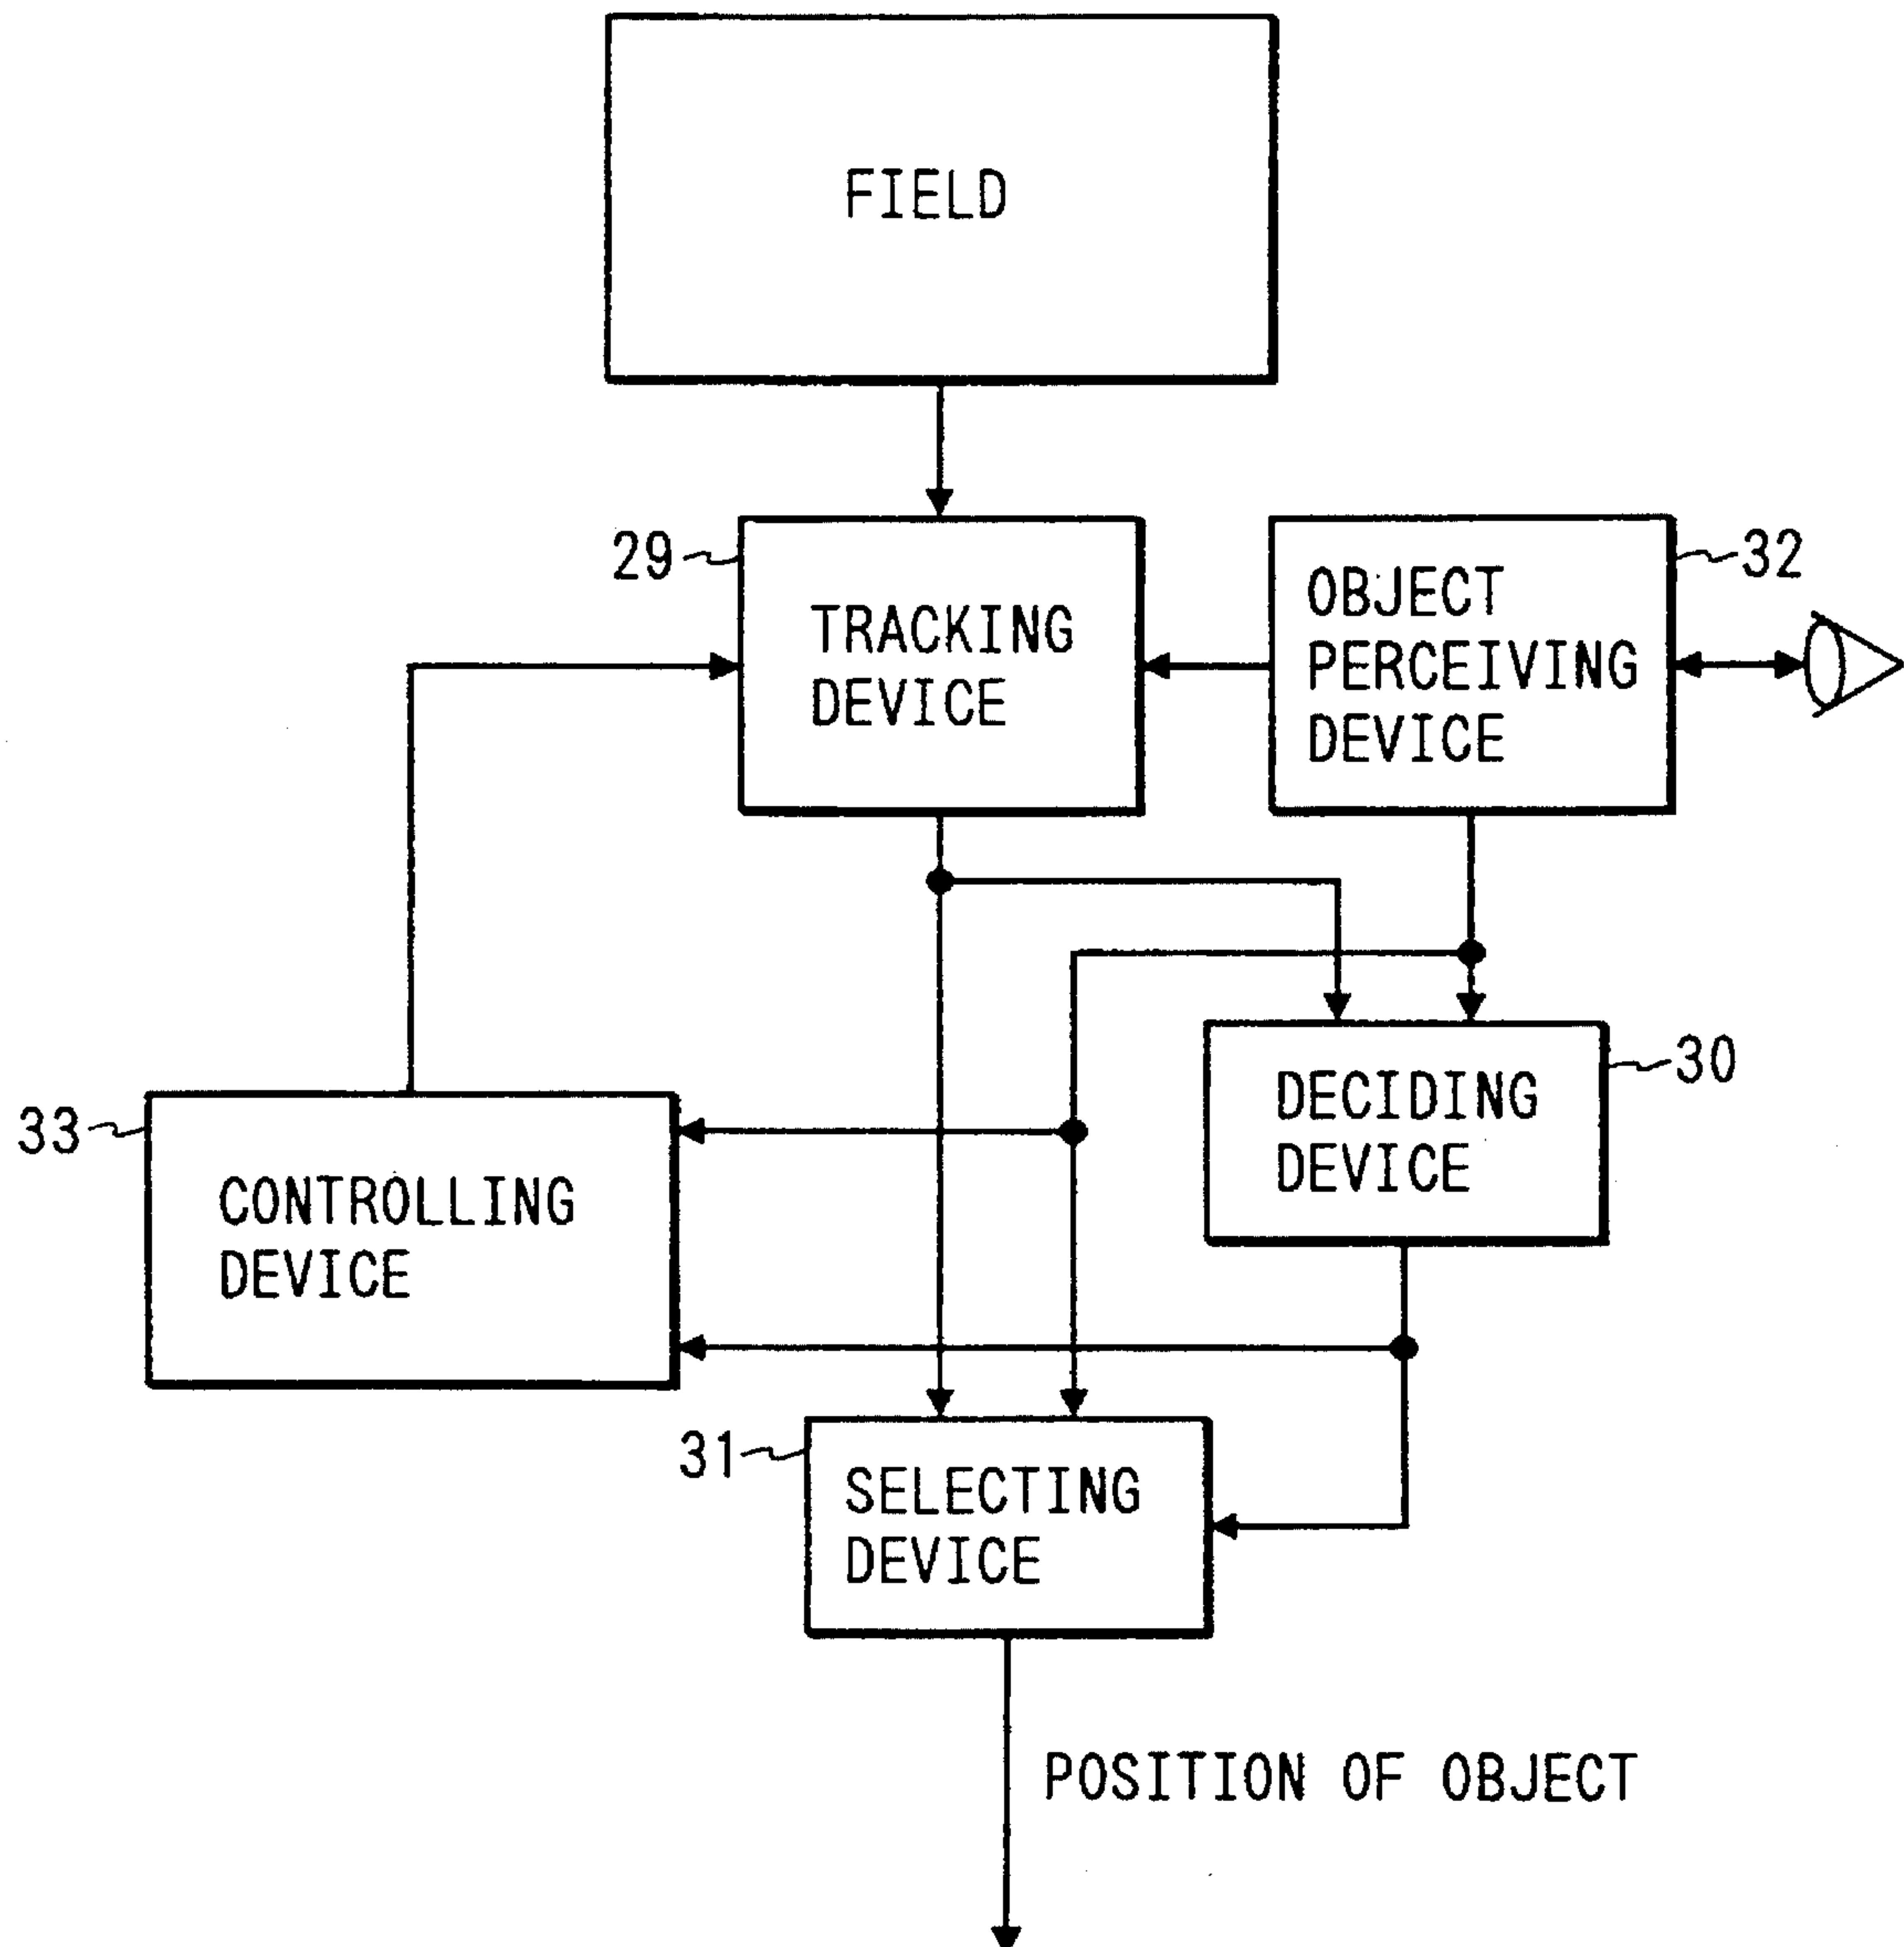 FIELD
29
TRACKING
DEVICE
OBJECT
PERCEIVING
DEVICE
32
30
DECIDING
DEVICE
33
CONTROLLING
DEVICE
31
SELECTING
DEVICE
POSITION OF OBJECT